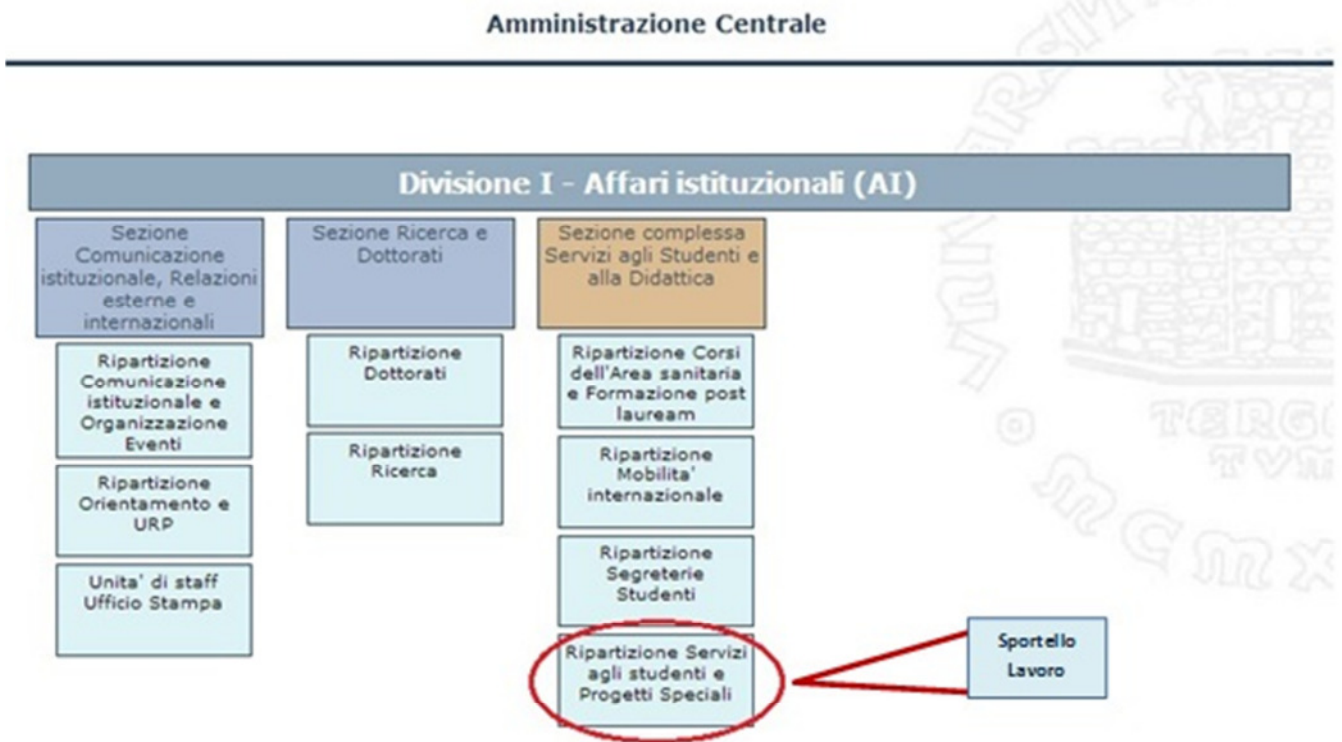 Amministrazione Centrale
Divisione I - Affari istituzionali (AI)
Sezione
Comunicazione
istituzionale, Relazioni
esterne e
internazionali
Ripartizione
Comunicazione
istituzionale e
Organizzazione
Eventi
Ripartizione
Orientamento e
URP
Unita' di staff
Ufficio Stampa
Sezione Ricerca e
Dottorati
Ripartizione
Dottorati
Ripartizione
Ricerca
Sezione complessa
Servizi agli Studenti e
alla Didattica
Ripartizione Corsi
dell'Area sanitaria
e Formazione post
lauream
Ripartizione
Mobilita'
internazionale
Ripartizione
Segreterie
Studenti
Ripartizione Servizi
agli studenti e
Progetti Speciali
Sportello
Lavoro